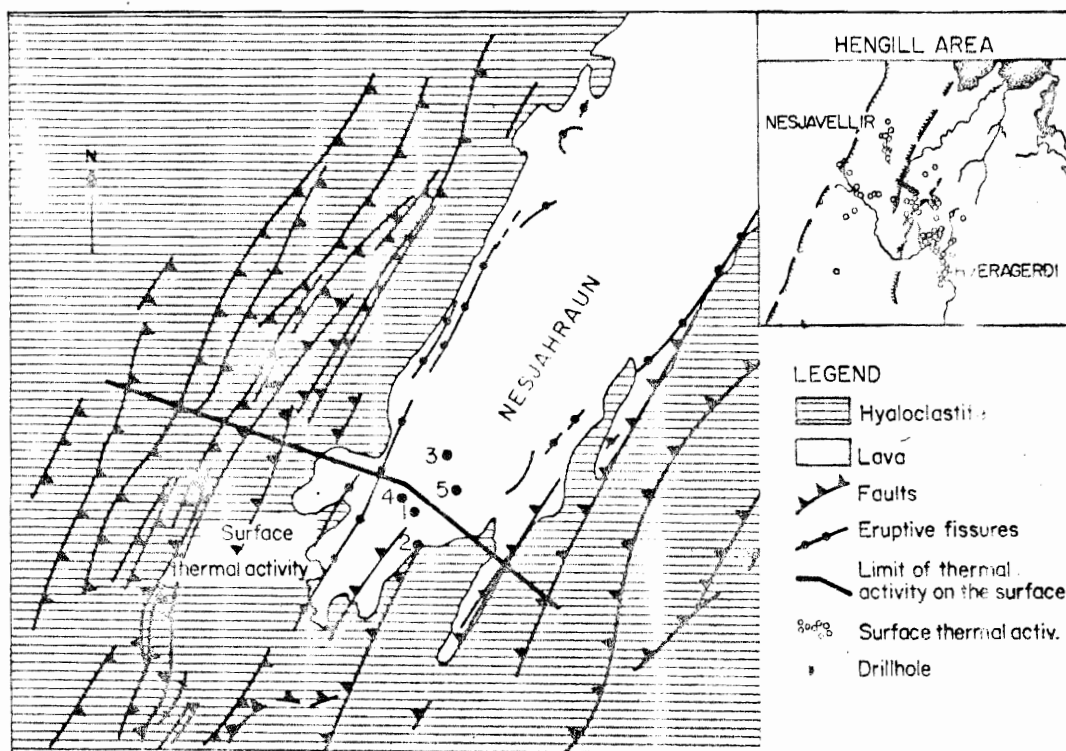 HENGILL AREA
NESJAVELLIR
N
NESJAHRAUN
3
5
4
1
2
Surface
thermal activity
LEGEND
Lava
Faults
Eruptive fissures
Limit of thermal
activity on the surface
Surface thermal activ.
Drillhole